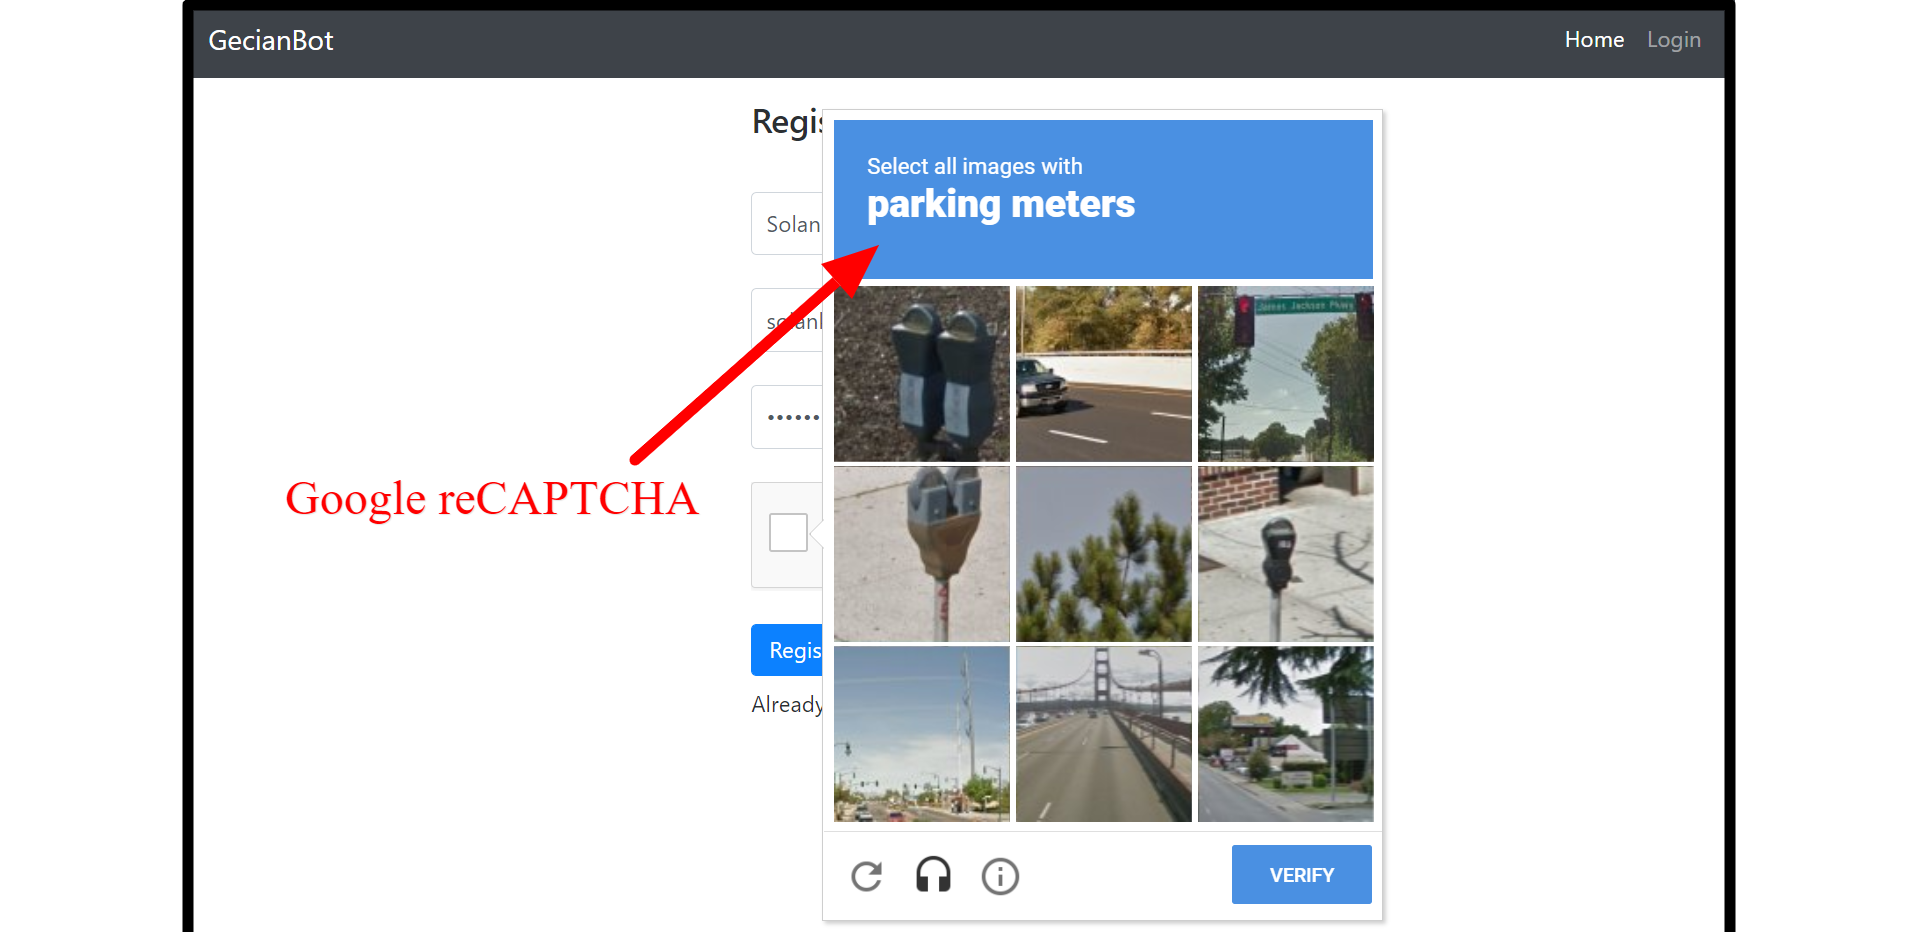 GecianBot
Home Login
Regis
Select all images with
parking meters
Solan
solanl
Google reCAPTCHA
James Jackson Pkwy
Regis
Already
VERIFY